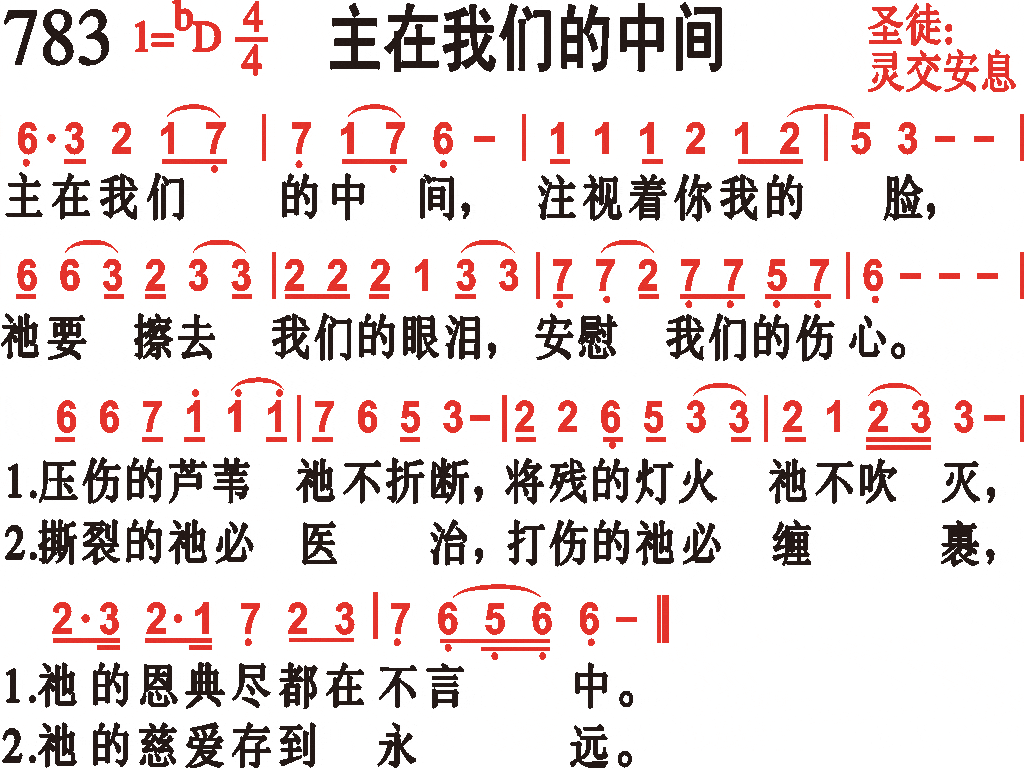 783 1=ᵇD 4/4 主在我们的中间 圣徒：
灵交安息
6·3 2 1 7 | 7 1 7 6 - | 1 1 1 2 1 2 | 5 3 - - |
主在我们 的中 间，注视着你我的 脸，
6 6 3 2 3 3 | 2 2 2 1 3 3 | 7 7 2 7 7 5 7 | 6 - - - |
祂要 擦去 我们的眼泪，安慰 我们的伤心。
6 6 7 1 1 1 | 7 6 5 3 - | 2 2 6 5 3 3 | 2 1 2 3 3 - |
1.压伤的芦苇 祂不折断，将残的灯火 祂不吹 灭，
2.撕裂的祂必 医 治，打伤的祂必 缠 裹，
2·3 2·1 7 2 3 | 7 6 5 6 6 - ‖
1.祂的恩典尽都在不言 中。
2.祂的慈爱存到 永 远。